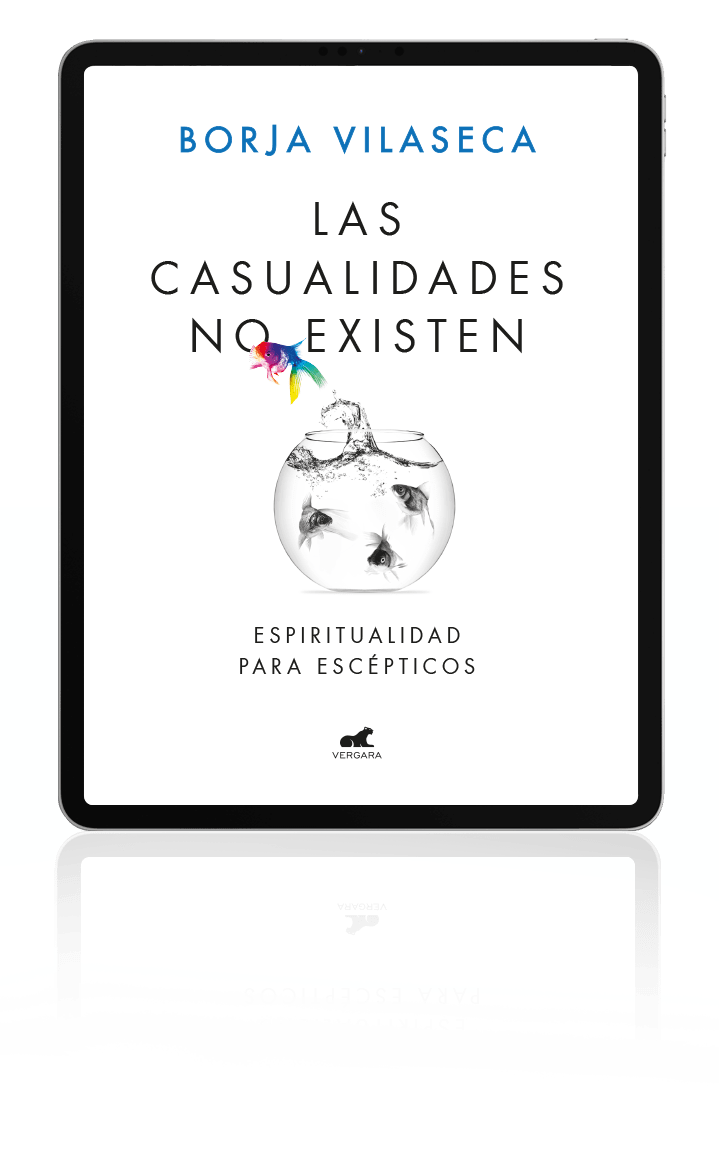 BORJA VILASECA
LAS
CASUALIDADES
NO EXISTEN
ESPIRITUALIDAD
PARA ESCÉPTICOS
VERGARA